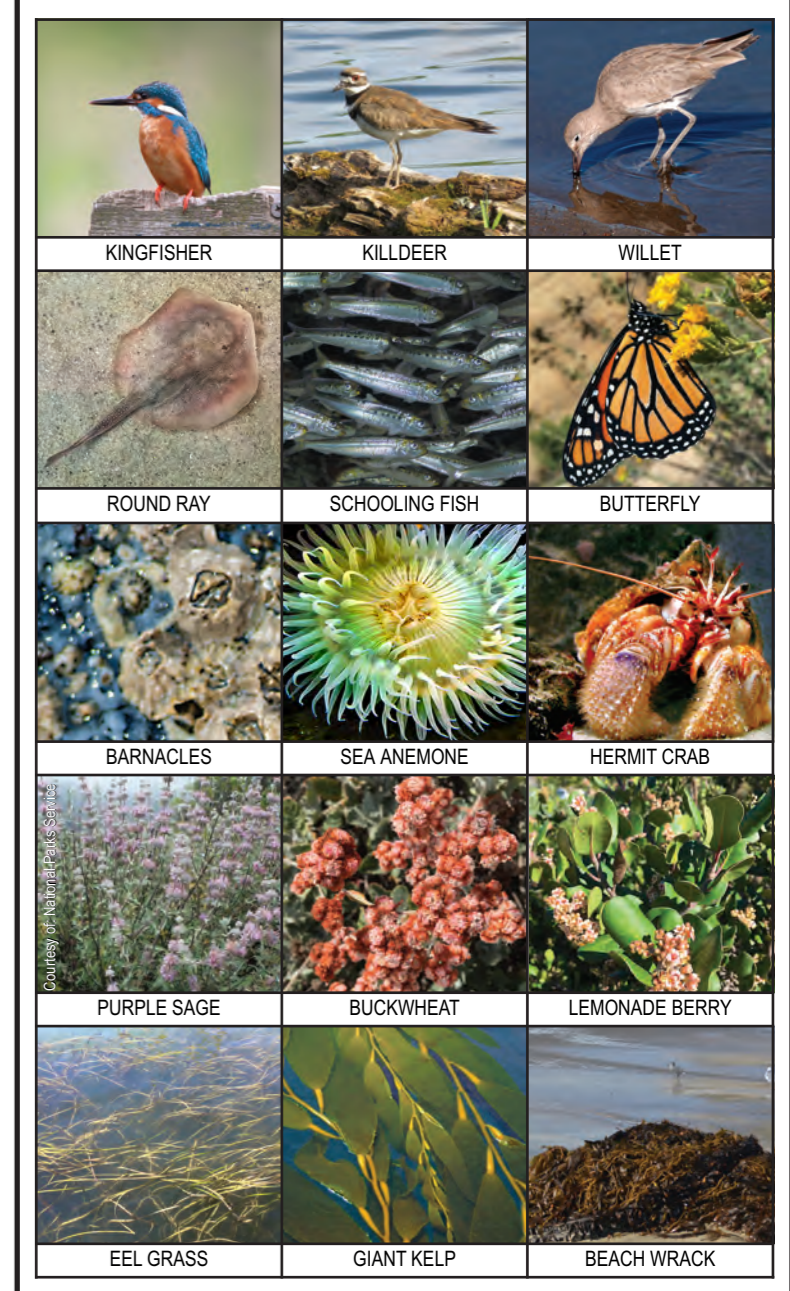 KINGFISHER
KILLDEER
WILLET
ROUND RAY
SCHOOLING FISH
BUTTERFLY
BARNACLES
SEA ANEMONE
HERMIT CRAB
Courtesy of National Parks Service
PURPLE SAGE
BUCKWHEAT
LEMONADE BERRY
EEL GRASS
GIANT KELP
BEACH WRACK